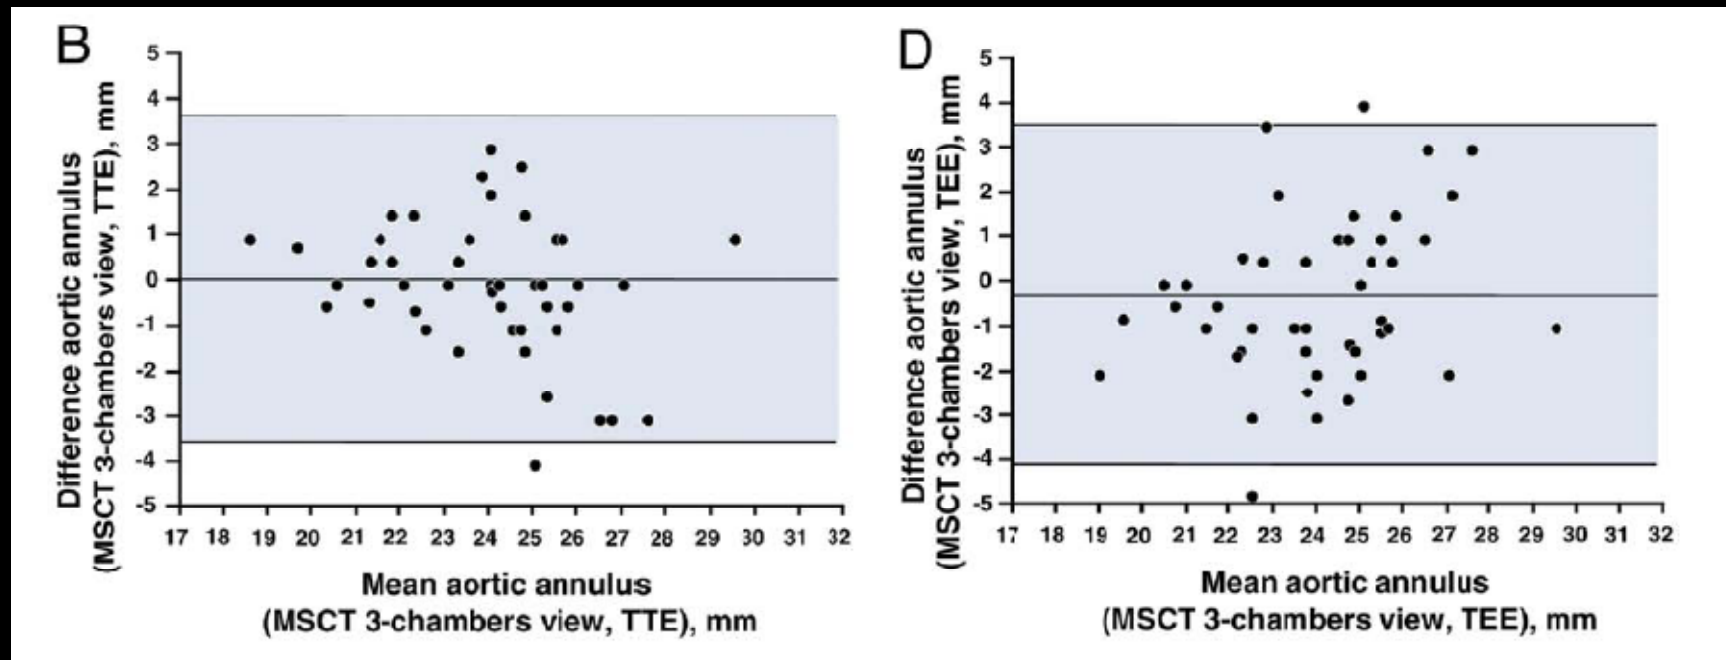 B
5
4
3
2
1
0
-1
-2
-3
-4
-5
Difference aortic annulus
(MSCT 3-chambers view, TTE), mm
17 18 19 20 21 22 23 24 25 26 27 28 29 30 31 32
Mean aortic annulus
(MSCT 3-chambers view, TTE), mm
D
5
4
3
2
1
0
-1
-2
-3
-4
-5
Difference aortic annulus
(MSCT 3-chambers view, TEE), mm
17 18 19 20 21 22 23 24 25 26 27 28 29 30 31 32
Mean aortic annulus
(MSCT 3-chambers view, TEE), mm